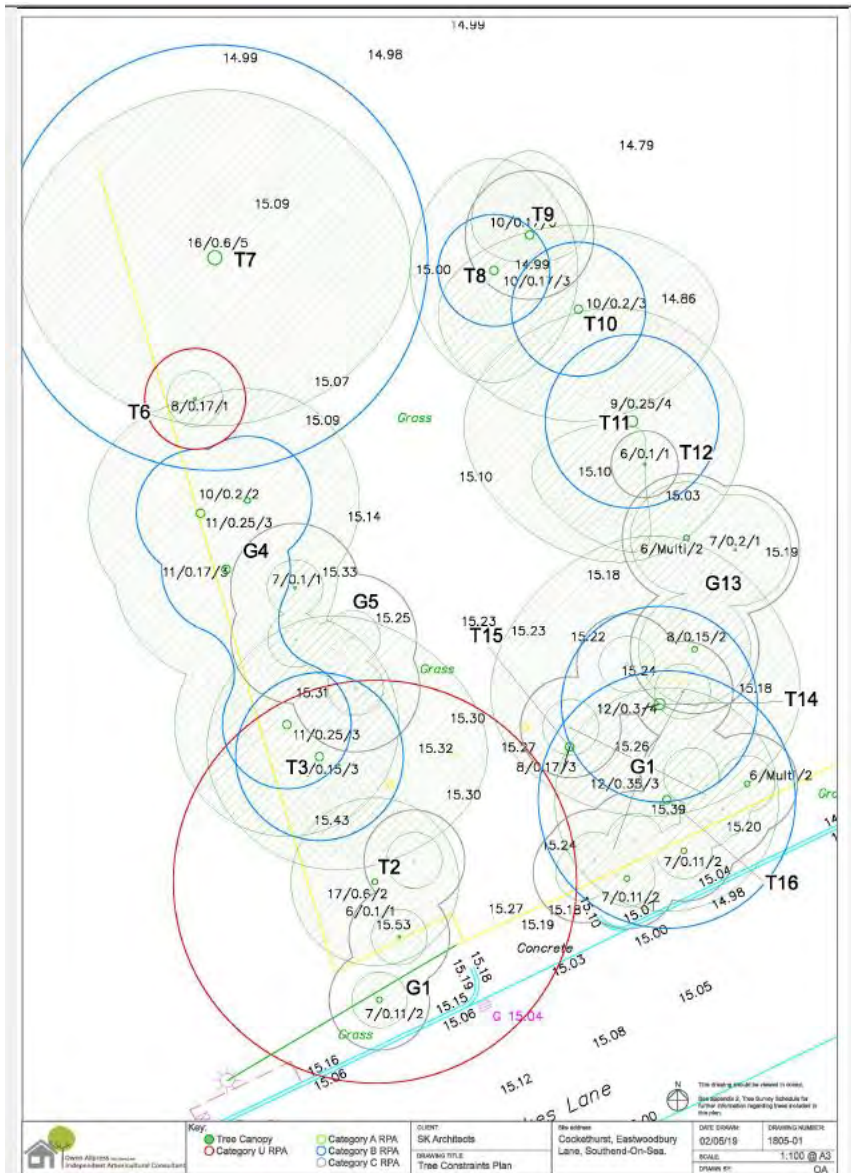 14.99
14.99
14.98
14.79
15.09
16/0.6/5
T7
10/0.17/3
T9
15.00
T8
14.99
10/0.17/3
10/0.2/3
T10
14.86
15.07
T6
8/0.17/1
15.09
Grass
9/0.25/4
T11
T12
6/0.1/1
15.10
15.10
15.03
10/0.2/2
11/0.25/3
15.14
G4
11/0.17/3
7/0.1/1
15.33
6/Multi/2
7/0.2/1
15.19
15.18
G13
G5
15.25
15.23
T15
15.23
15.22
8/0.15/2
Grass
15.24
15.18
15.31
T14
12/0.3/4
11/0.25/3
15.30
15.32
15.27
15.26
T3
8/0.17/3
G1
12/0.35/3
6/Multi/2
15.30
15.39
15.43
15.20
15.24
T2
7/0.11/2
17/0.6/2
7/0.11/2
15.04
T16
6/0.1/1
14.98
15.53
15.27
15.18
15.10
15.07
15.19
15.00
Concrete
15.03
15.18
15.19
G1
15.15
7/0.11/2
15.06
G 15.04
15.05
Grass
15.08
15.16
15.06
15.12
Lane
N
This drawing should be viewed in colour.
See Appendix 2, Tree Survey Schedule for
further information regarding trees included in
this plan.
Owen Allpress
Independent Arboricultural Consultant
Key:
Tree Canopy
Category U RPA
Category A RPA
Category B RPA
Category C RPA
CLIENT
SK Architects
DRAWING TITLE
Tree Constraints Plan
Site address
Cockethurst, Eastwoodbury
Lane, Southend-On-Sea.
DATE DRAWN:
02/05/19
DRAWING NUMBER:
1805-01
SCALE:
1:100 @ A3
DRAWN BY:
OA